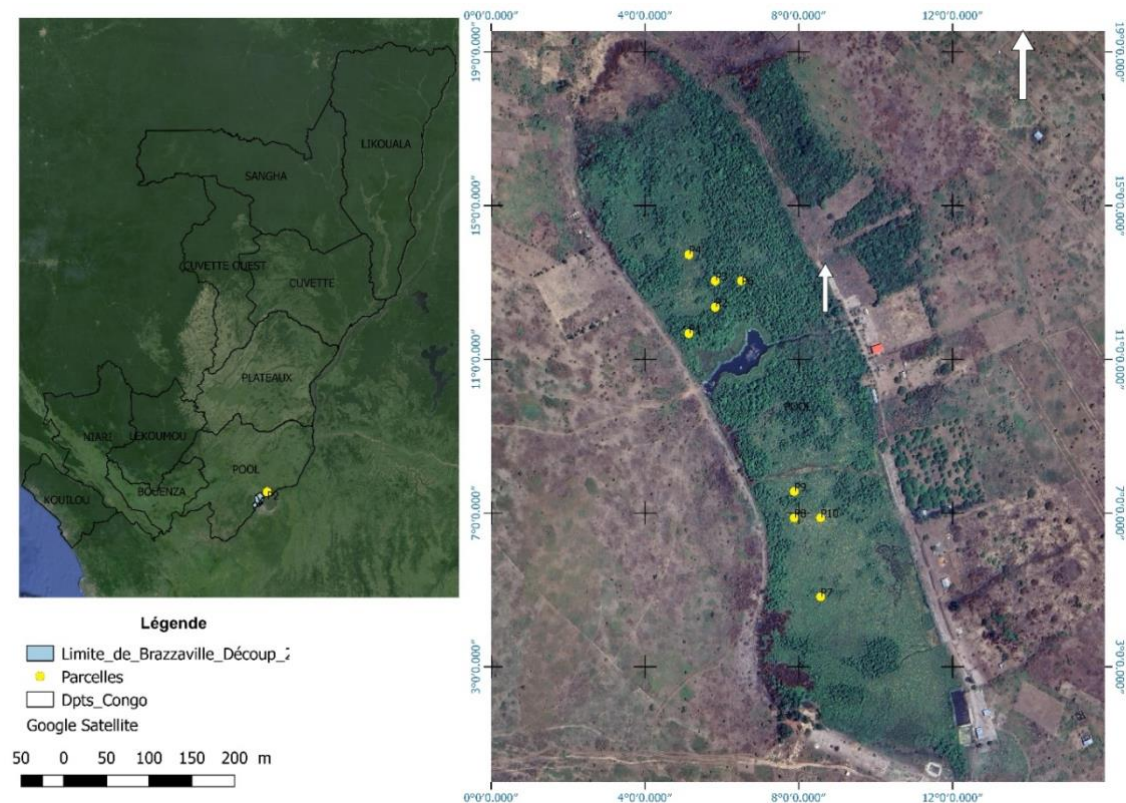 LIKOUALA
SANGHA
CUVETTE OUEST
CUVETTE
PLATEAUX
NIARI
LEKOUMOU
POOL
BOUENZA
KOUILOU
Légende
Limite_de_Brazzaville_Découp_2
Parcelles
Dpts_Congo
Google Satellite
50 0 50 100 150 200 m
0°0'0.000" 4°0'0.000" 8°0'0.000" 12°0'0.000"
19°0'0.000" 19°0'0.000"
15°0'0.000" 15°0'0.000"
11°0'0.000" 11°0'0.000"
POOL
P9
7°0'0.000" 7°0'0.000"
P8 P10
P7
3°0'0.000" 3°0'0.000"
0°0'0.000" 4°0'0.000" 8°0'0.000" 12°0'0.000"